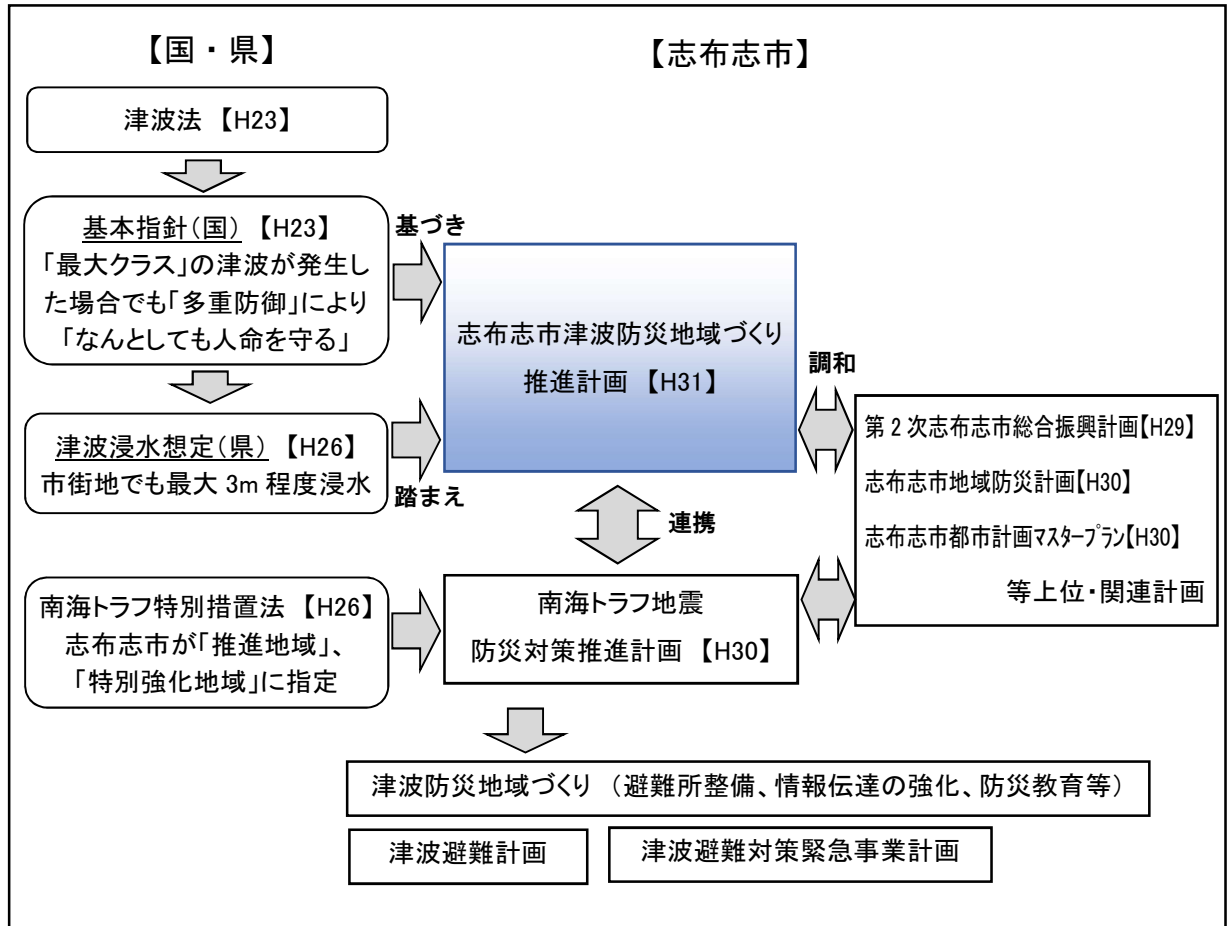 【国・県】
【志布志市】
津波法 【H23】
基本指針(国) 【H23】
「最大クラス」の津波が発生し
た場合でも「多重防御」により
「なんとしても人命を守る」
基づき
志布志市津波防災地域づくり
推進計画 【H31】
調和
津波浸水想定(県) 【H26】
市街地でも最大 3m 程度浸水
踏まえ
第2次志布志市総合振興計画【H29】
志布志市地域防災計画【H30】
志布志市都市計画マスタープラン【H30】
等上位・関連計画
連携
南海トラフ特別措置法 【H26】
志布志市が「推進地域」、
「特別強化地域」に指定
南海トラフ地震
防災対策推進計画 【H30】
津波防災地域づくり (避難所整備、情報伝達の強化、防災教育等)
津波避難計画
津波避難対策緊急事業計画